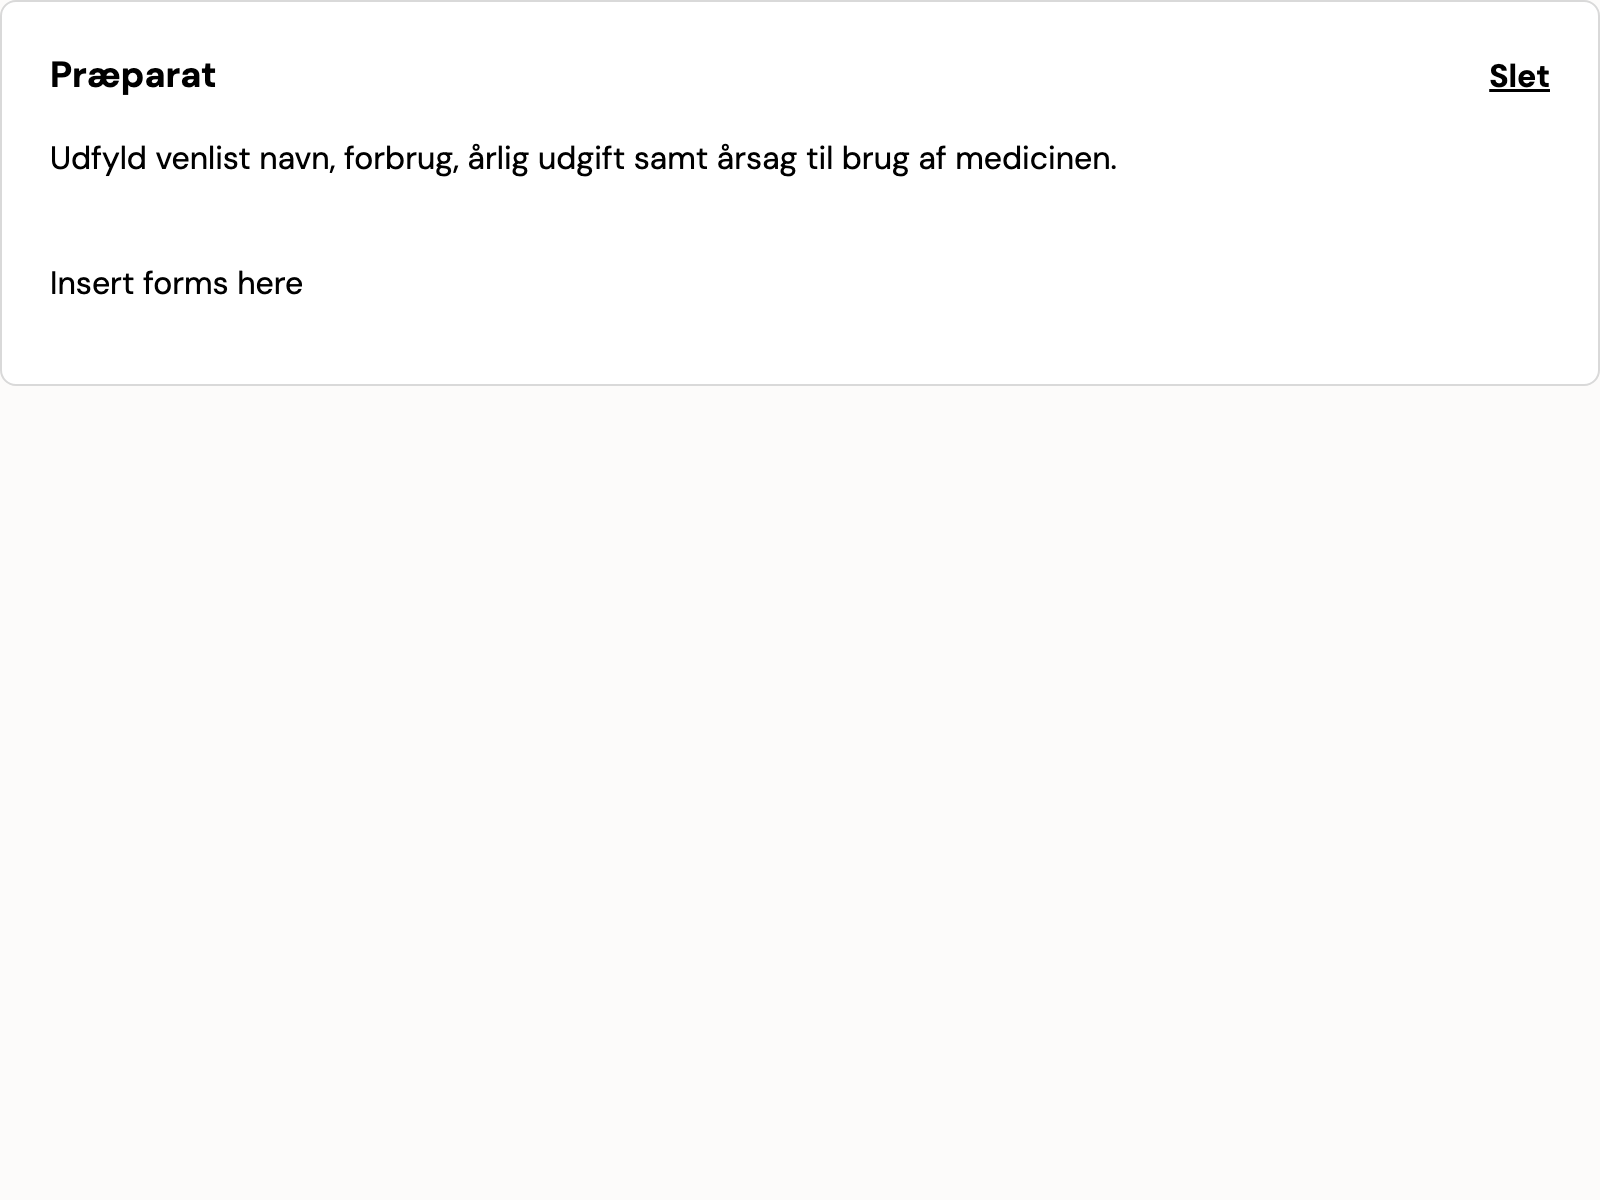 Præparat
Slet
Udfyld venlist navn, forbrug, årlig udgift samt årsag til brug af medicinen.
Insert forms here